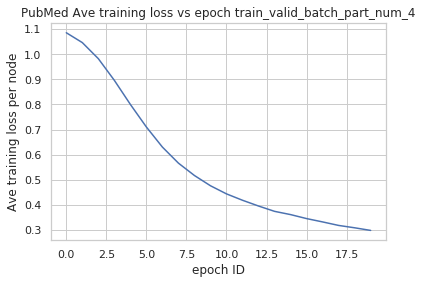 PubMed Ave training loss vs epoch train_valid_batch_part_num_4
Ave training loss per node
1.1
1.0
0.9
0.8
0.7
0.6
0.5
0.4
0.3
0.0 2.5 5.0 7.5 10.0 12.5 15.0 17.5
epoch ID